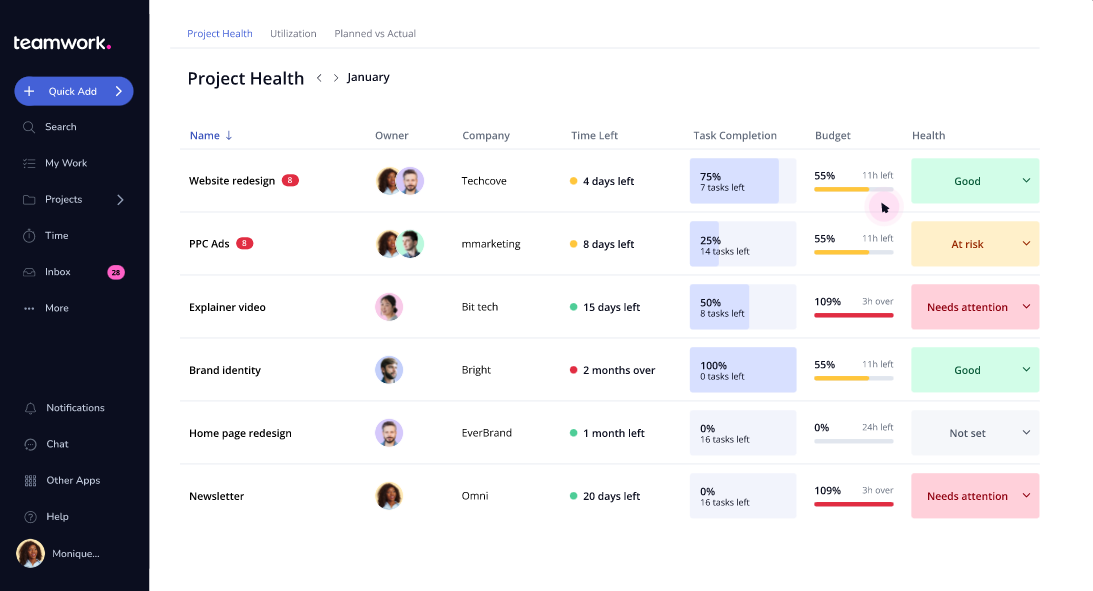 teamwork.
Quick Add
Search
My Work
Projects
Time
Inbox 28
More
Notifications
Chat
Other Apps
Help
Monique...
Project Health Utilization Planned vs Actual
Project Health < > January
Name ↓ Owner Company Time Left Task Completion Budget Health
Website redesign 8 Techcove 4 days left 75% 7 tasks left 55% 11h left Good
PPC Ads 8 mmarketing 8 days left 25% 14 tasks left 55% 11h left At risk
Explainer video Bit tech 15 days left 50% 8 tasks left 109% 3h over Needs attention
Brand identity Bright 2 months over 100% 0 tasks left 55% 11h left Good
Home page redesign EverBrand 1 month left 0% 16 tasks left 0% 24h left Not set
Newsletter Omni 20 days left 0% 16 tasks left 109% 3h over Needs attention